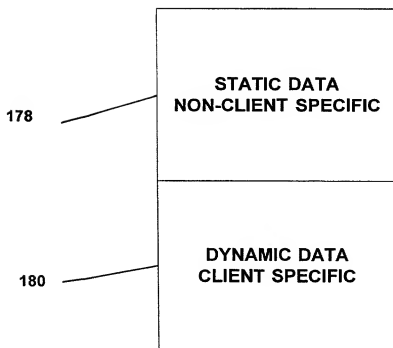 STATIC DATA
NON-CLIENT SPECIFIC
178
DYNAMIC DATA
CLIENT SPECIFIC
180